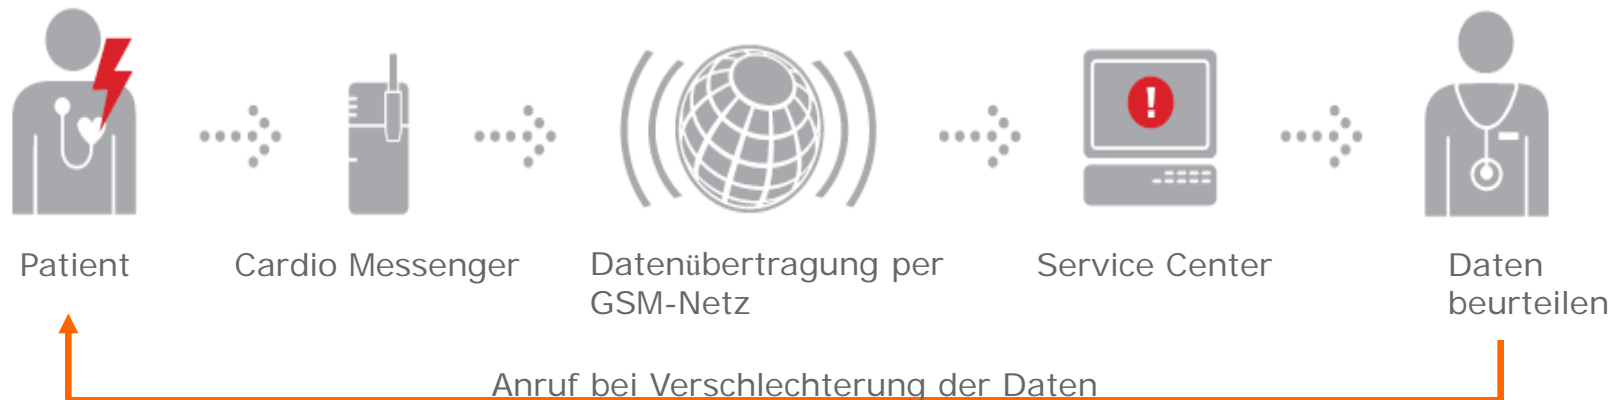 Patient
Cardio Messenger
Datenübertragung per
GSM-Netz
Service Center
Daten
beurteilen
Anruf bei Verschlechterung der Daten